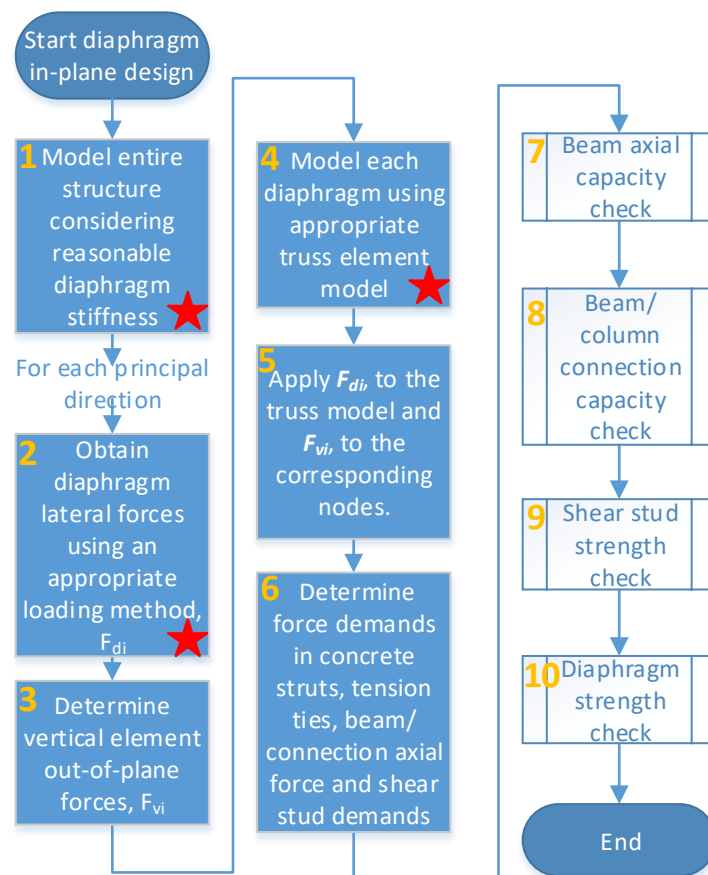 Start diaphragm
in-plane design
1
Model entire
structure
considering
reasonable
diaphragm
stiffness
For each principal
direction
2
Obtain
diaphragm
lateral forces
using an
appropriate
loading method,
Fdi
3
Determine
vertical element
out-of-plane
forces, Fvi
4
Model each
diaphragm using
appropriate
truss element
model
5
Apply Fdi, to the
truss model and
Fvi, to the
corresponding
nodes.
6
Determine
force demands
in concrete
struts, tension
ties, beam/
connection axial
force and shear
stud demands
7
Beam axial
capacity
check
8
Beam/
column
connection
capacity
check
9
Shear stud
strength
check
10
Diaphragm
strength
check
End